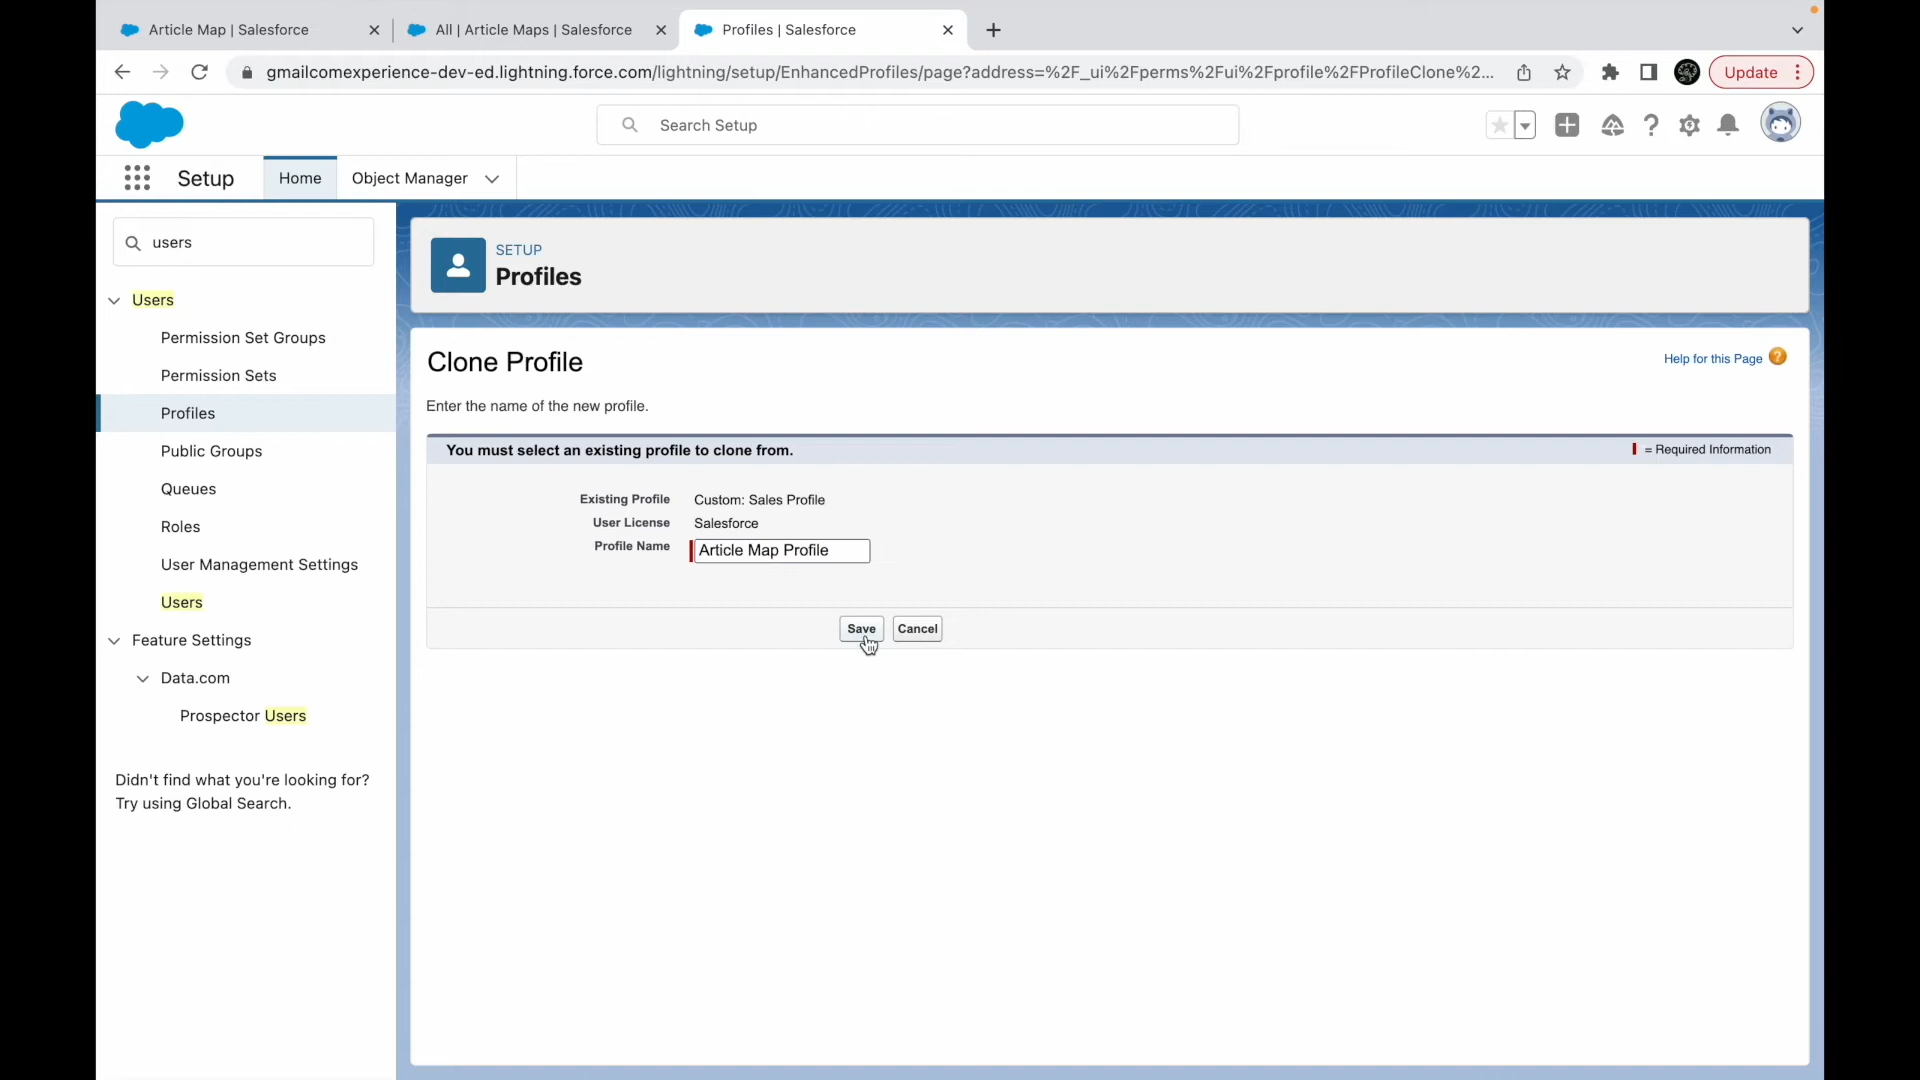 Article Map | Salesforce
All | Article Maps | Salesforce
Profiles | Salesforce
gmailcomexperience-dev-ed.lightning.force.com/lightning/setup/EnhancedProfiles/page?address=%2F_ui%2Fperms%2Fui%2Fprofile%2FProfileClone%2...
Update
Search Setup
Setup
Home
Object Manager
users
Users
Permission Set Groups
Permission Sets
Profiles
Public Groups
Queues
Roles
User Management Settings
Users
Feature Settings
Data.com
Prospector Users
Didn't find what you're looking for?
Try using Global Search.
SETUP
Profiles
Clone Profile
Help for this Page ?
Enter the name of the new profile.
You must select an existing profile to clone from.
= Required Information
Existing Profile Custom: Sales Profile
User License Salesforce
Profile Name Article Map Profile
Save Cancel